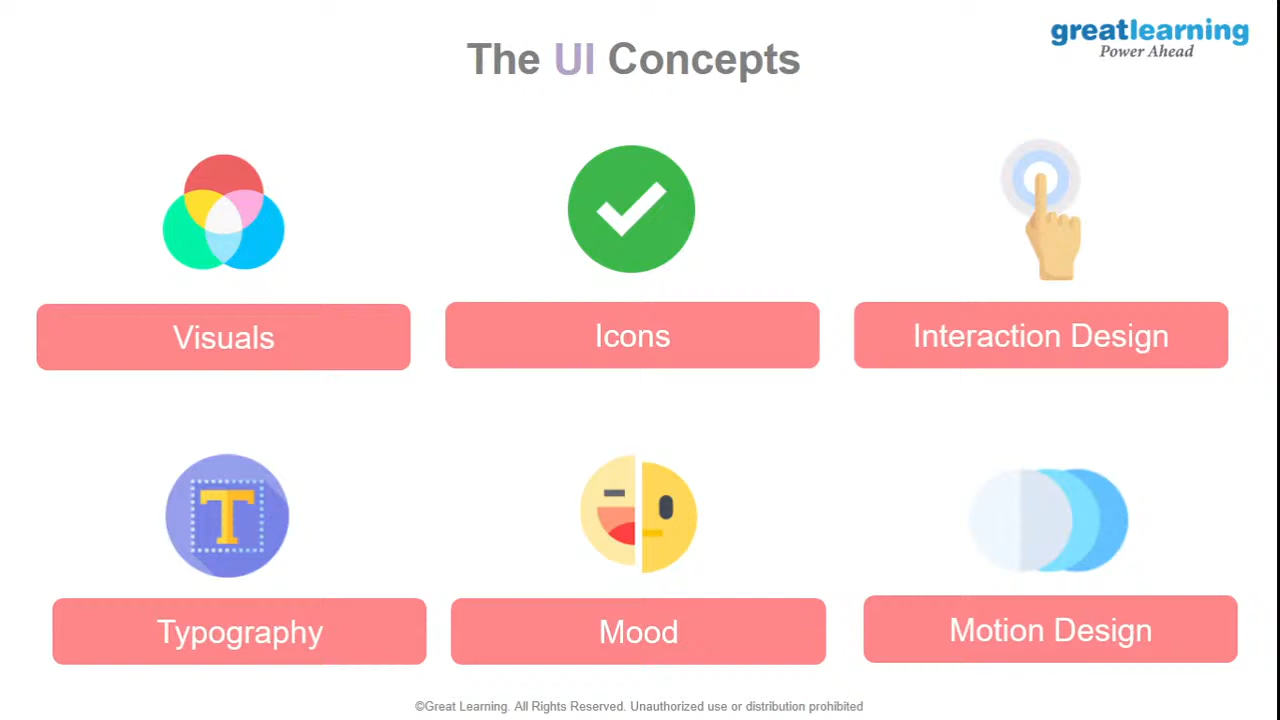 greatlearning
Power Ahead
The UI Concepts
Visuals
Icons
Interaction Design
T
Typography
Mood
Motion Design
©Great Learning. All Rights Reserved. Unauthorized use or distribution prohibited